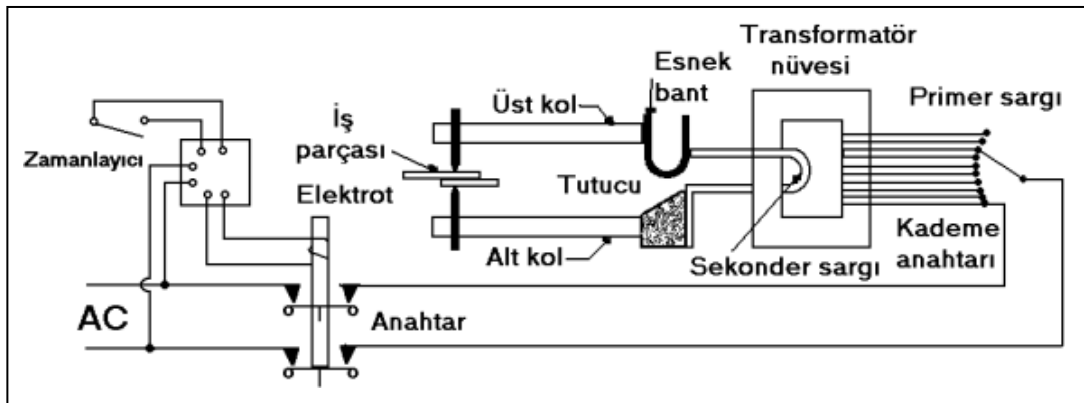 Transformatör
nüvesi
Esnek
bant
Primer sargı
Üst kol
İş
parçası
Zamanlayıcı
Elektrot
Tutucu
Kademe
anahtarı
Alt kol
Sekonder sargı
AC
Anahtar